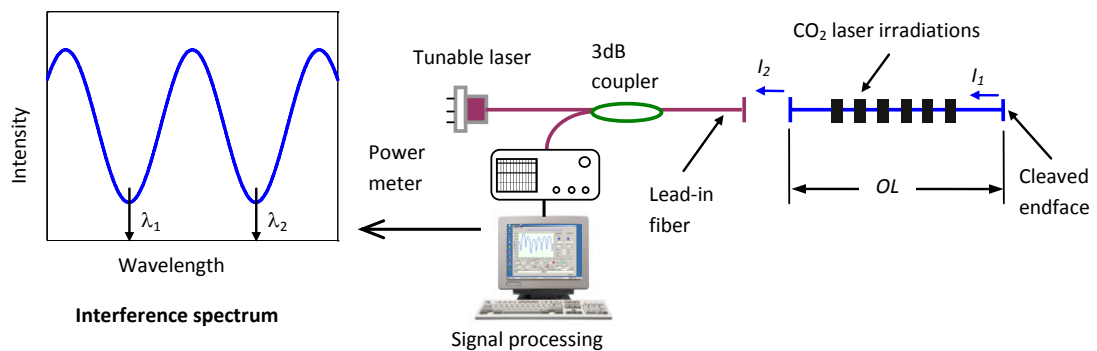 Intensity
λ1
λ2
Wavelength
Interference spectrum
Tunable laser
3dB
coupler
Power
meter
Signal processing
Lead-in
fiber
CO2 laser irradiations
I2
I1
OL
Cleaved
endface